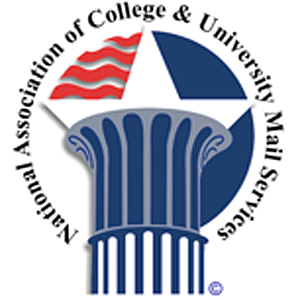 National Association of College & University Mail Services
©